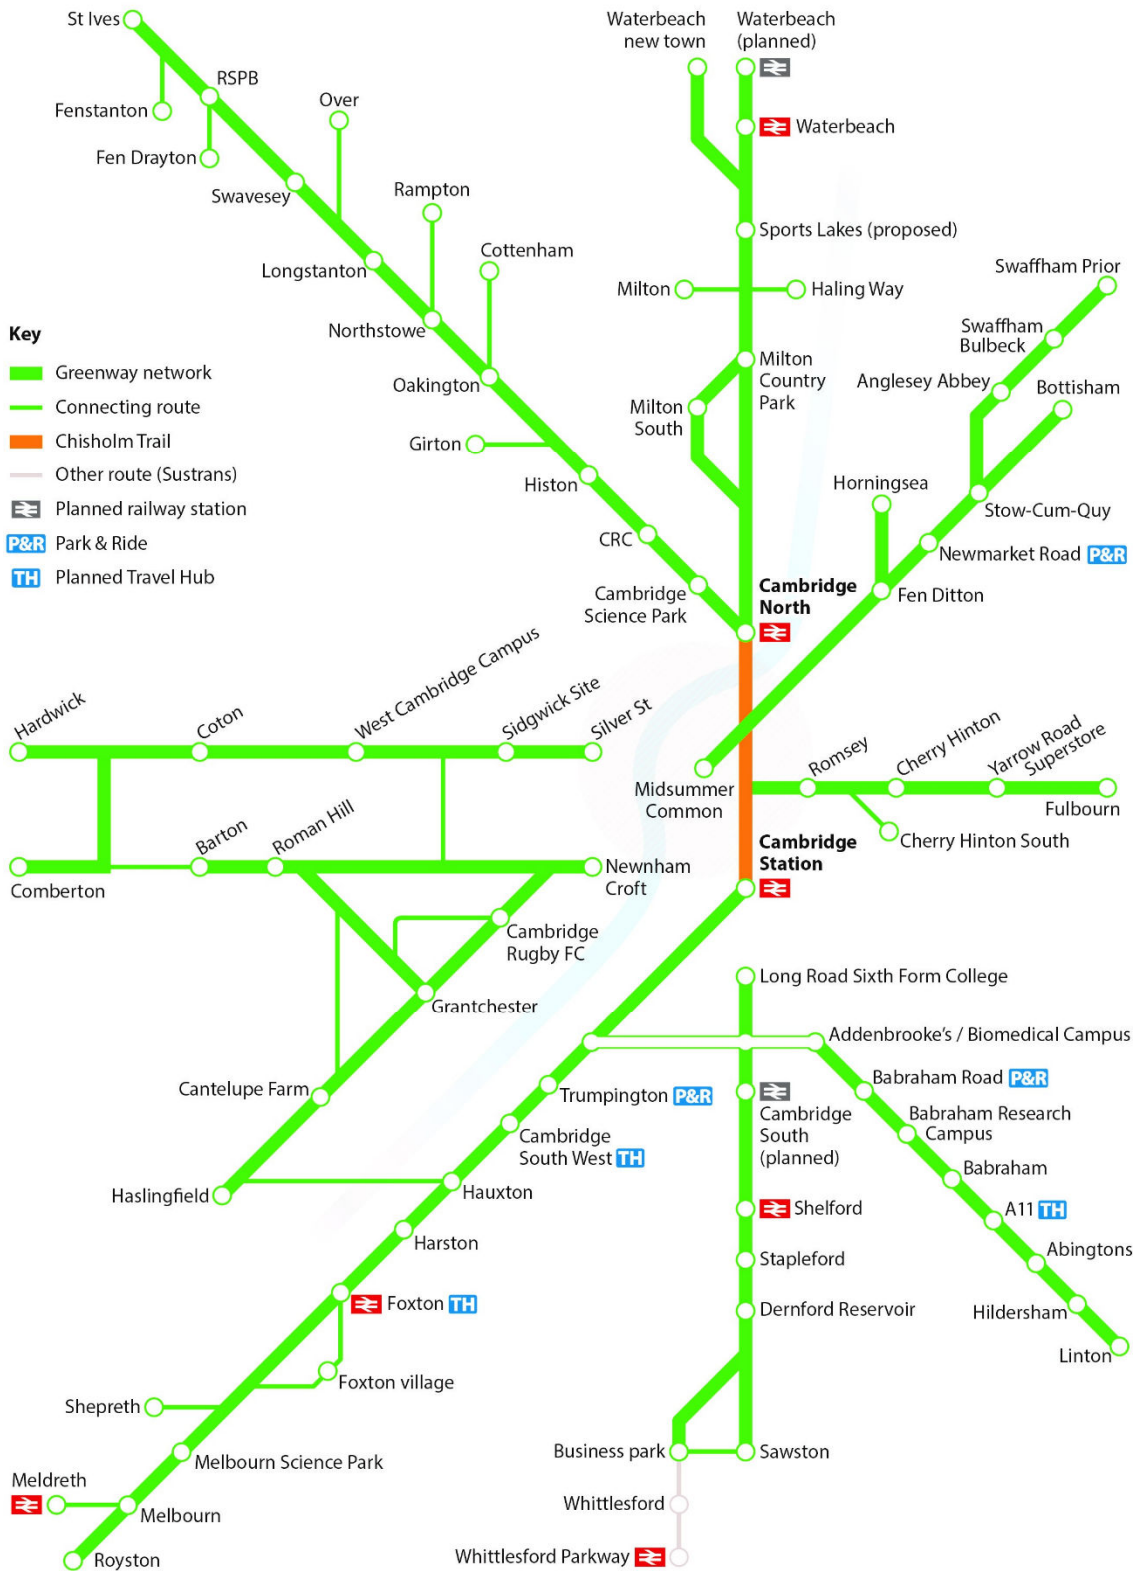 St Ives
Waterbeach
new town
Waterbeach
(planned)
RSPB
Over
Fenstanton
Waterbeach
Fen Drayton
Swavesey
Rampton
Sports Lakes (proposed)
Cottenham
Longstanton
Swaffham Prior
Milton
Haling Way
Northstowe
Swaffham
Bulbeck
Key
Greenway network
Connecting route
Chisholm Trail
Other route (Sustrans)
Planned railway station
P&R Park & Ride
TH Planned Travel Hub
Milton
Country
Park
Anglesey Abbey
Bottisham
Oakington
Milton
South
Girton
Histon
Horningsea
Stow-Cum-Quy
CRC
Newmarket Road P&R
Cambridge
Science Park
Cambridge
North
Fen Ditton
Hardwick
Coton
West Cambridge Campus
Sidgwick Site
Silver St
Midsummer
Common
Romsey
Cherry Hinton
Yarrow Road
Superstore
Fulbourn
Cherry Hinton South
Barton
Roman Hill
Comberton
Newnham
Croft
Cambridge
Station
Cambridge
Rugby FC
Grantchester
Long Road Sixth Form College
Addenbrooke's / Biomedical Campus
Cantelupe Farm
Trumpington P&R
Babraham Road P&R
Cambridge
South West TH
Cambridge
South
(planned)
Babraham Research
Campus
Babraham
Haslingfield
Hauxton
Shelford
A11 TH
Harston
Stapleford
Abingtons
Foxton TH
Dernford Reservoir
Hildersham
Linton
Foxton village
Shepreth
Melbourn Science Park
Business park
Sawston
Meldreth
Melbourn
Whittlesford
Royston
Whittlesford Parkway